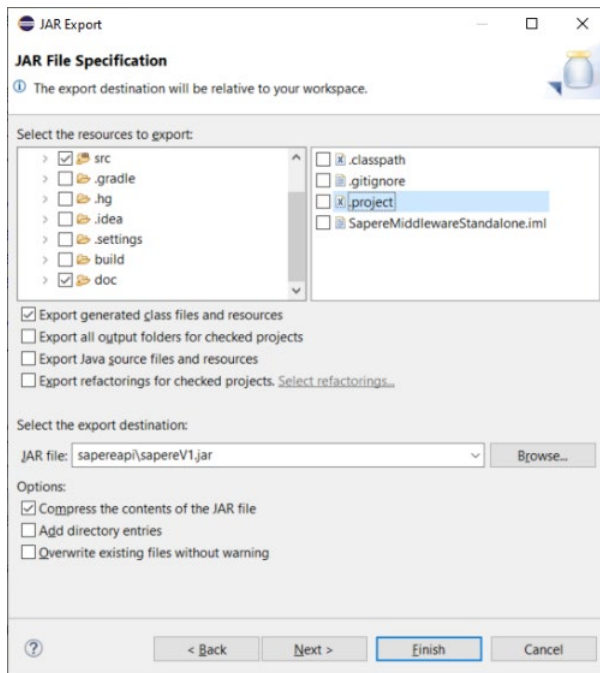 JAR Export
JAR File Specification
The export destination will be relative to your workspace.
Select the resources to export:
src
.gradle
.hg
.idea
.settings
build
doc
.classpath
.gitignore
.project
SapereMiddlewareStandalone.iml
Export generated class files and resources
Export all output folders for checked projects
Export Java source files and resources
Export refactorings for checked projects. Select refactorings...
Select the export destination:
JAR file: sapereapi\sapereV1.jar Browse...
Options:
Compress the contents of the JAR file
Add directory entries
Overwrite existing files without warning
? < Back Next > Finish Cancel